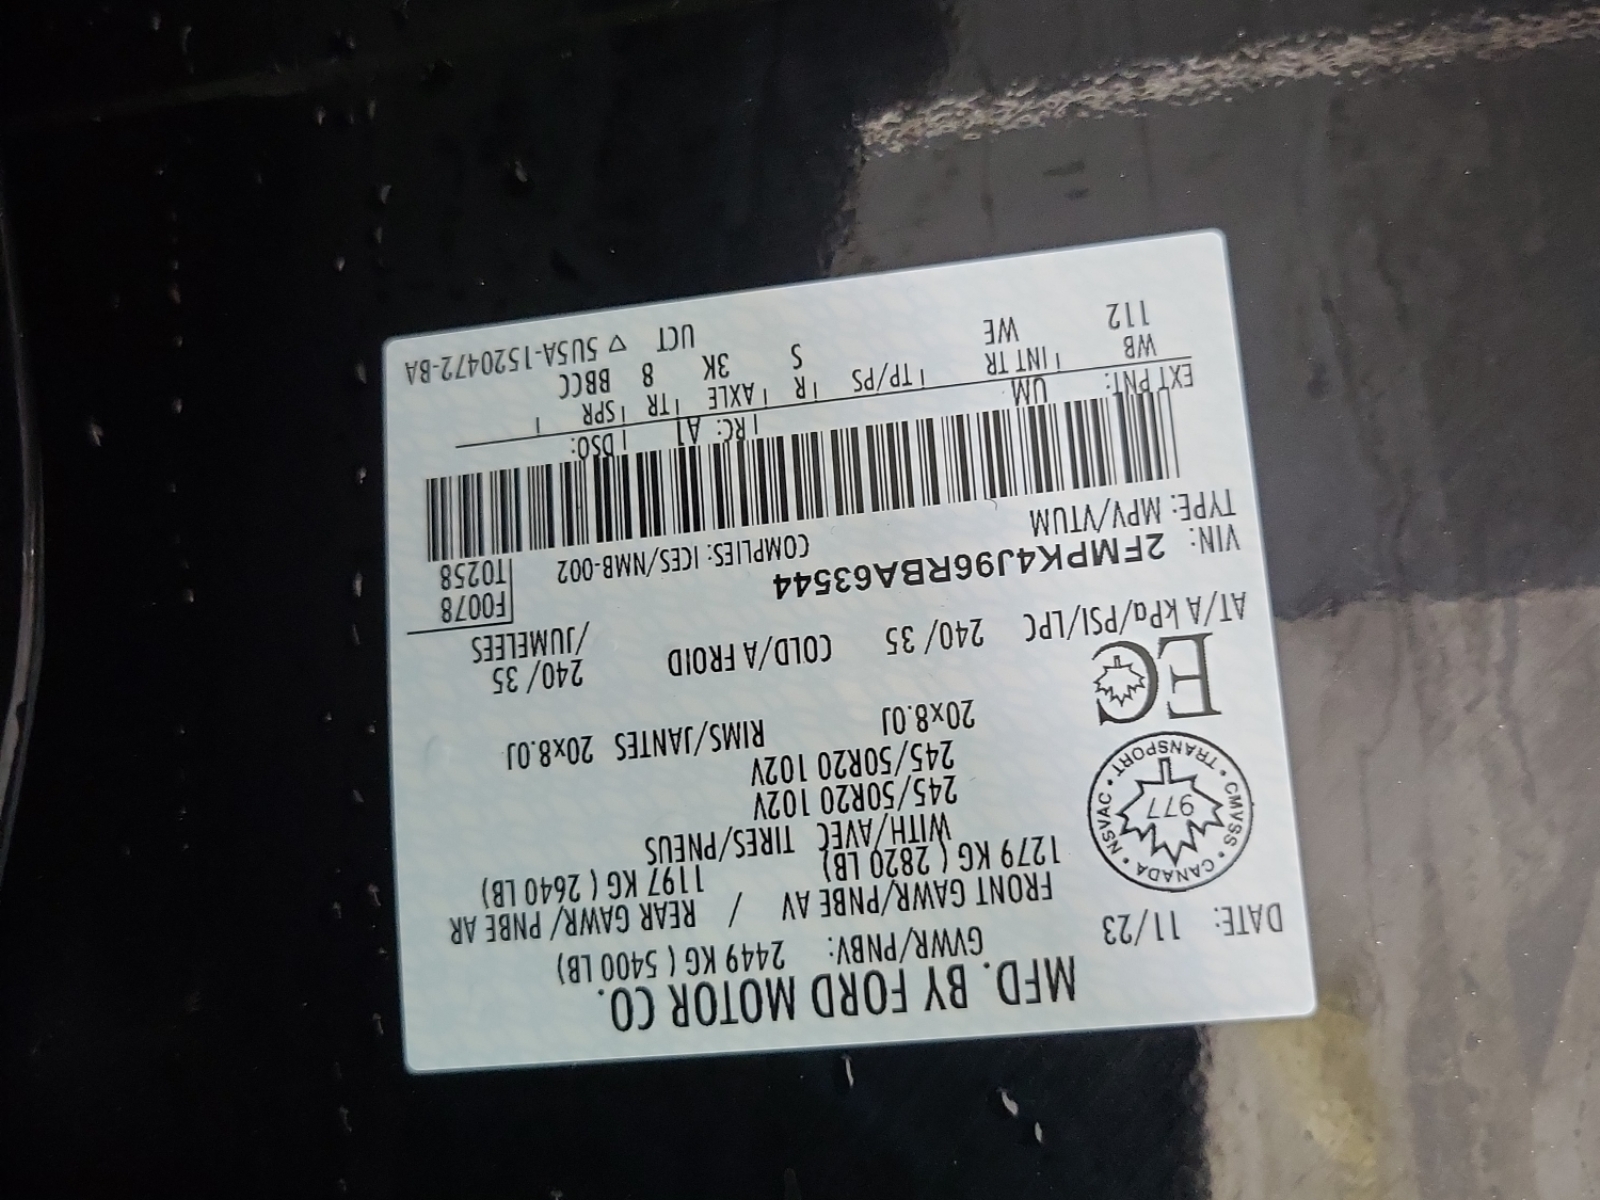 MFD. BY FORD MOTOR CO.
DATE: 11/23
GVWR/PNBV: 2449 KG ( 5400 LB)
FRONT GAWR/PNBE AV / REAR GAWR/ PNBE AR
1279 KG ( 2820 LB) 1197 KG ( 2640 LB)
WITH/AVEC TIRES/PNEUS
245/50R20 102V
245/50R20 102V
20x8.0J RIMS/JANTES 20x8.0J
CANADA • CMVSS • TRANSPORT • NSVAC •
977
EC
AT/A kPa/PSI/LPC 240/ 35 COLD/A FROID 240/ 35
/JUMELEES
VIN: 2FMPK4J96RBA63544
F0078
TYPE: MPV/VTUM COMPLIES: ICES/NMB-002 T0258
EXT PNT: UM RC: A1 DSO:
WB INT TR TP/PS R AXLE TR SPR
112 WE S 3K 8 BBCC
UCT ▽ 5U5A-1520472-BA